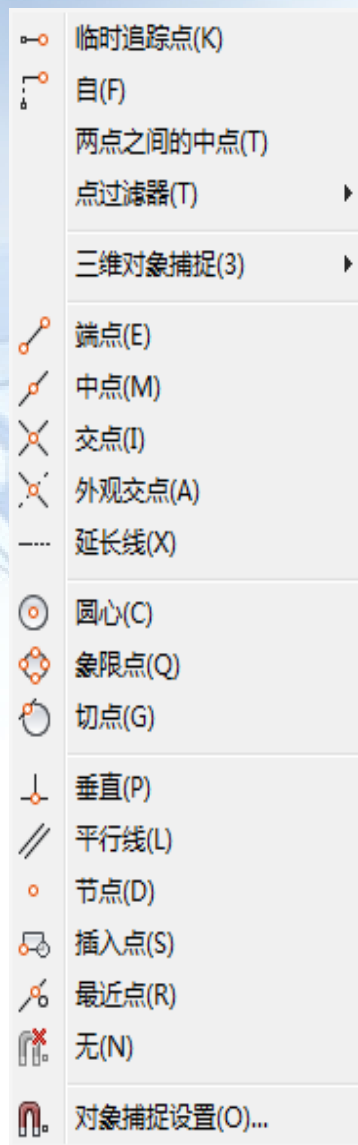 临时追踪点(K)
自(F)
两点之间的中点(T)
点过滤器(T)
三维对象捕捉(3)
端点(E)
中点(M)
交点(I)
外观交点(A)
延长线(X)
圆心(C)
象限点(Q)
切点(G)
垂直(P)
平行线(L)
节点(D)
插入点(S)
最近点(R)
无(N)
对象捕捉设置(O)...